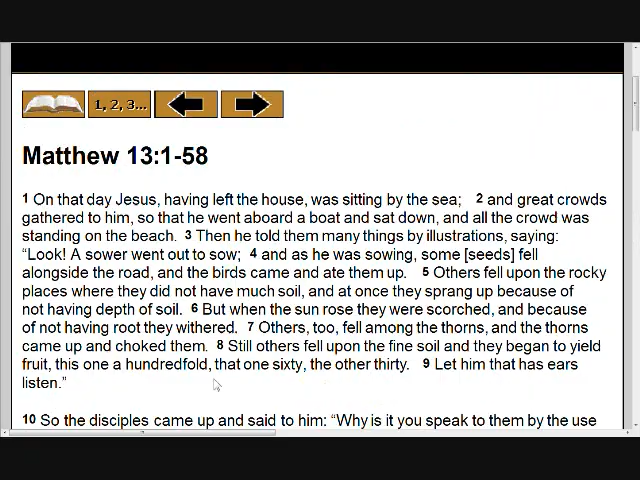 1, 2, 3...
Matthew 13:1-58
1 On that day Jesus, having left the house, was sitting by the sea; 2 and great crowds
gathered to him, so that he went aboard a boat and sat down, and all the crowd was
standing on the beach. 3 Then he told them many things by illustrations, saying:
“Look! A sower went out to sow; 4 and as he was sowing, some [seeds] fell
alongside the road, and the birds came and ate them up. 5 Others fell upon the rocky
places where they did not have much soil, and at once they sprang up because of
not having depth of soil. 6 But when the sun rose they were scorched, and because
of not having root they withered. 7 Others, too, fell among the thorns, and the thorns
came up and choked them. 8 Still others fell upon the fine soil and they began to yield
fruit, this one a hundredfold, that one sixty, the other thirty. 9 Let him that has ears
listen.”
10 So the disciples came up and said to him: “Why is it you speak to them by the use